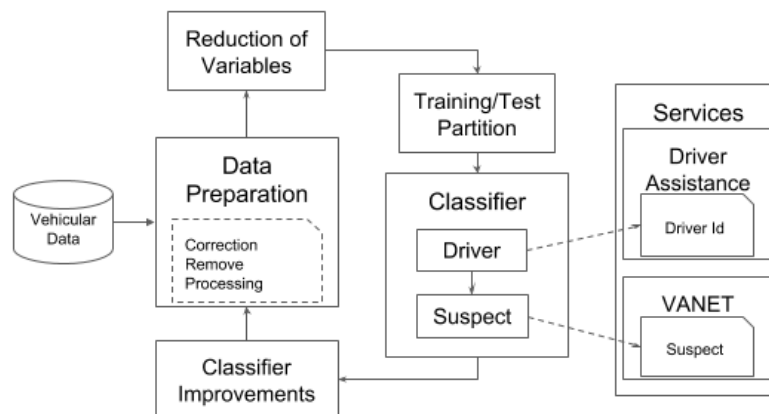 Vehicular
Data
Data
Preparation
Correction
Remove
Processing
Reduction of
Variables
Training/Test
Partition
Classifier
Driver
Suspect
Classifier
Improvements
Services
Driver
Assistance
Driver Id
VANET
Suspect